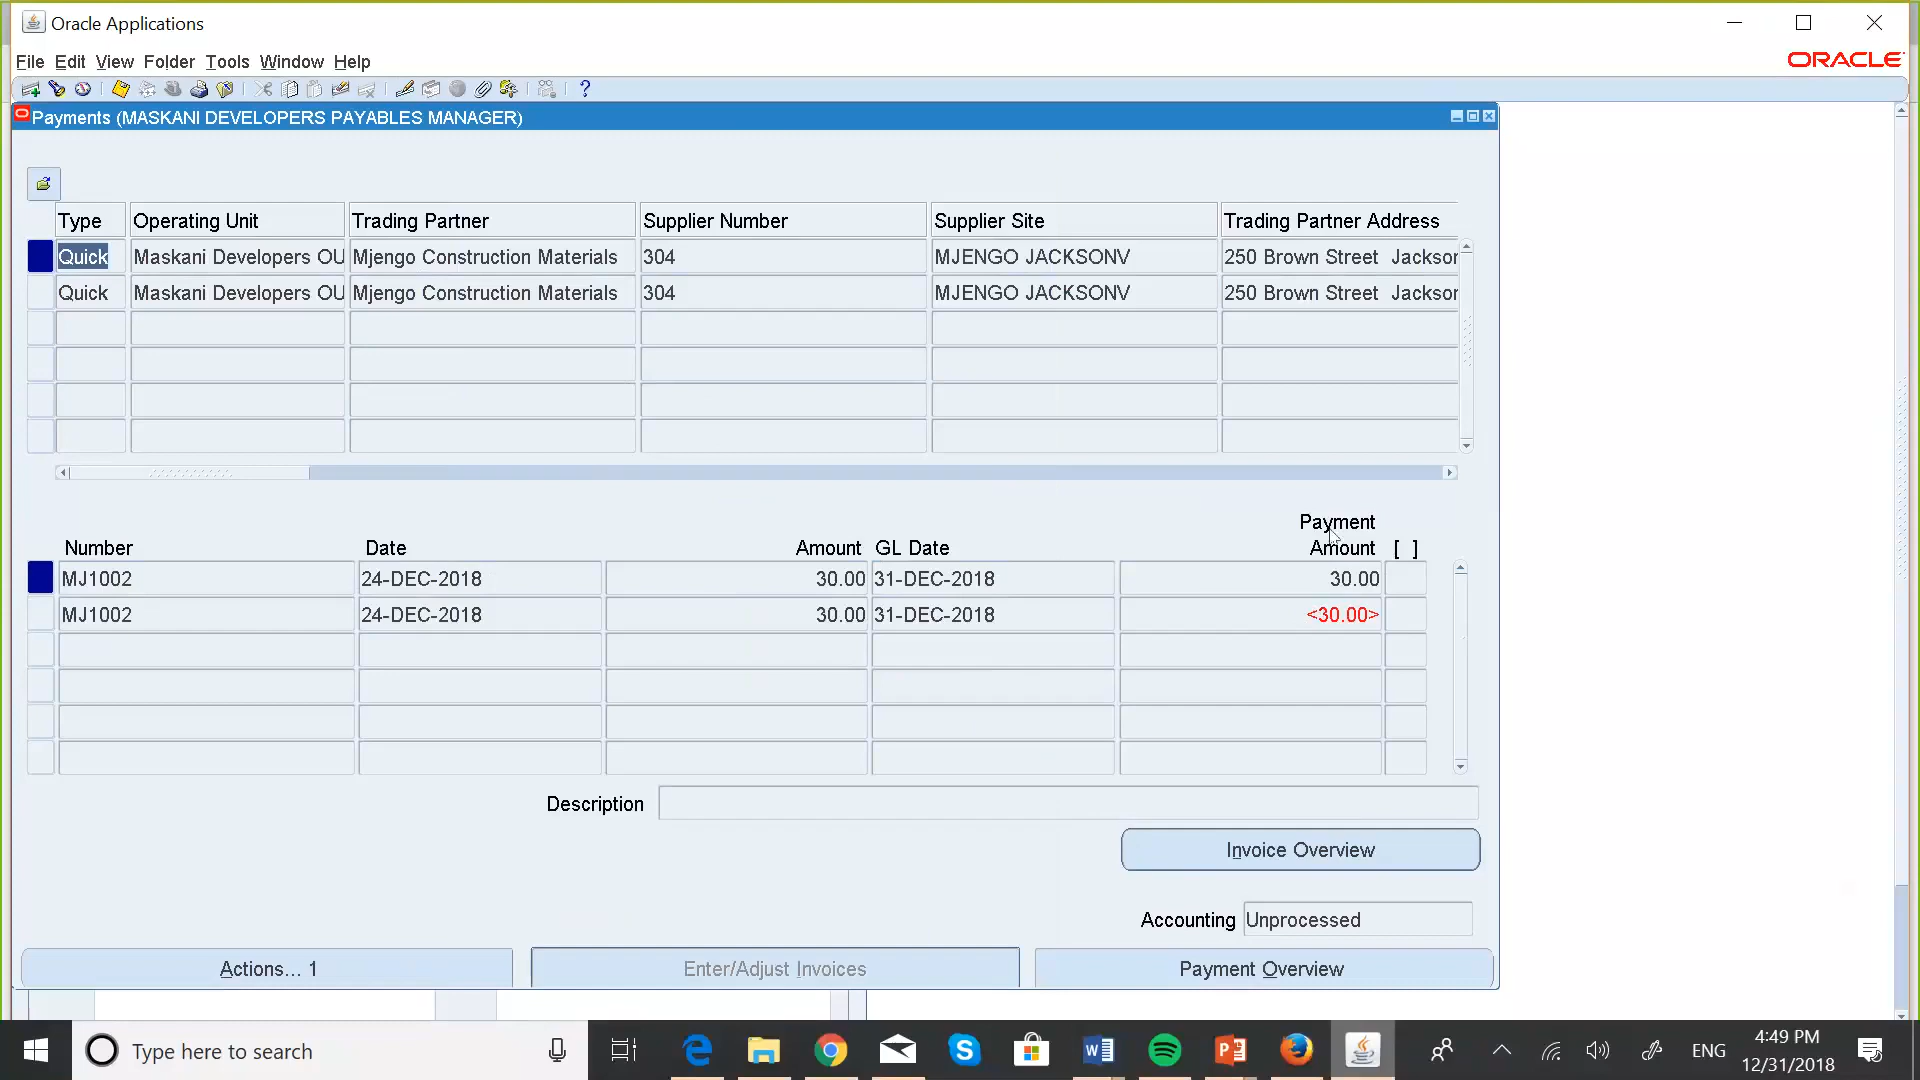 Oracle Applications
File Edit View Folder Tools Window Help
ORACLE
Payments (MASKANI DEVELOPERS PAYABLES MANAGER)
Type Operating Unit Trading Partner Supplier Number Supplier Site Trading Partner Address
Quick Maskani Developers OU Mjengo Construction Materials 304 MJENGO JACKSONV 250 Brown Street Jackson
Quick Maskani Developers OU Mjengo Construction Materials 304 MJENGO JACKSONV 250 Brown Street Jackson
Payment
Number Date Amount GL Date Amount [ ]
MJ1002 24-DEC-2018 30.00 31-DEC-2018 30.00
MJ1002 24-DEC-2018 30.00 31-DEC-2018 <30.00>
Description
Invoice Overview
Accounting Unprocessed
Actions... 1 Enter/Adjust Invoices Payment Overview
Type here to search
ENG
4:49 PM
12/31/2018